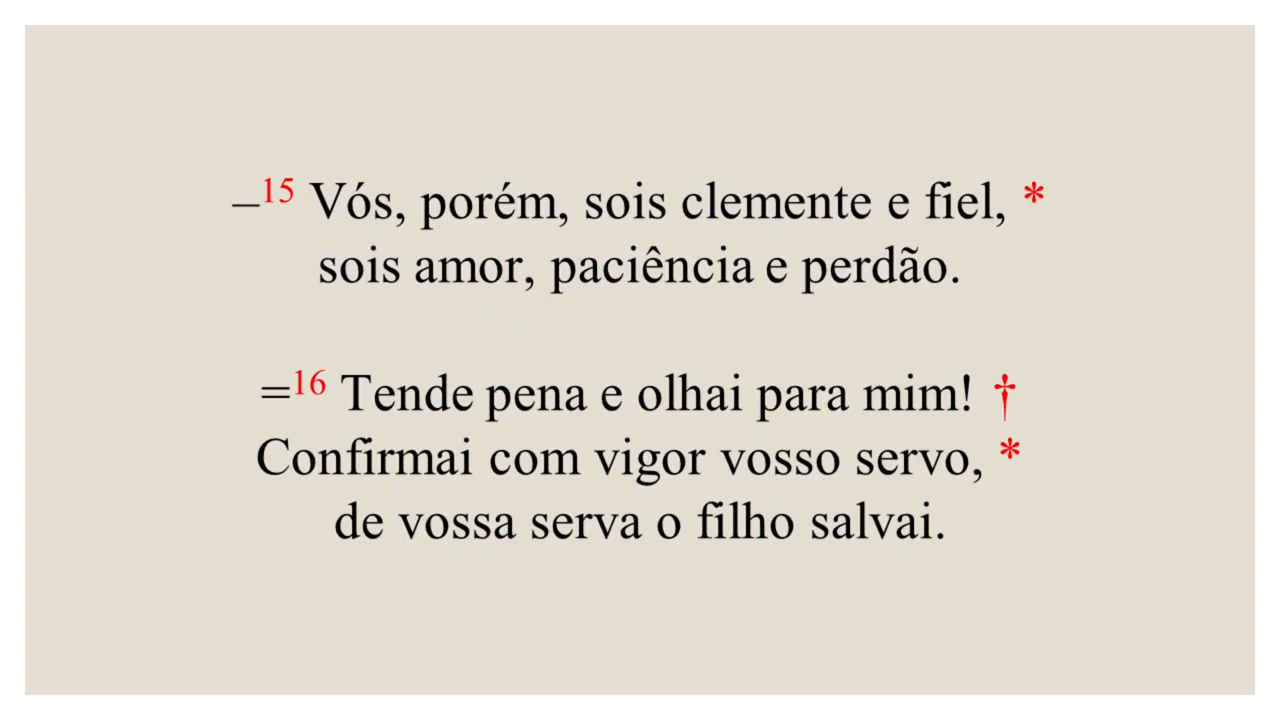 –15 Vós, porém, sois clemente e fiel, *
sois amor, paciência e perdão.
=16 Tende pena e olhai para mim! †
Confirmai com vigor vosso servo, *
de vossa serva o filho salvai.